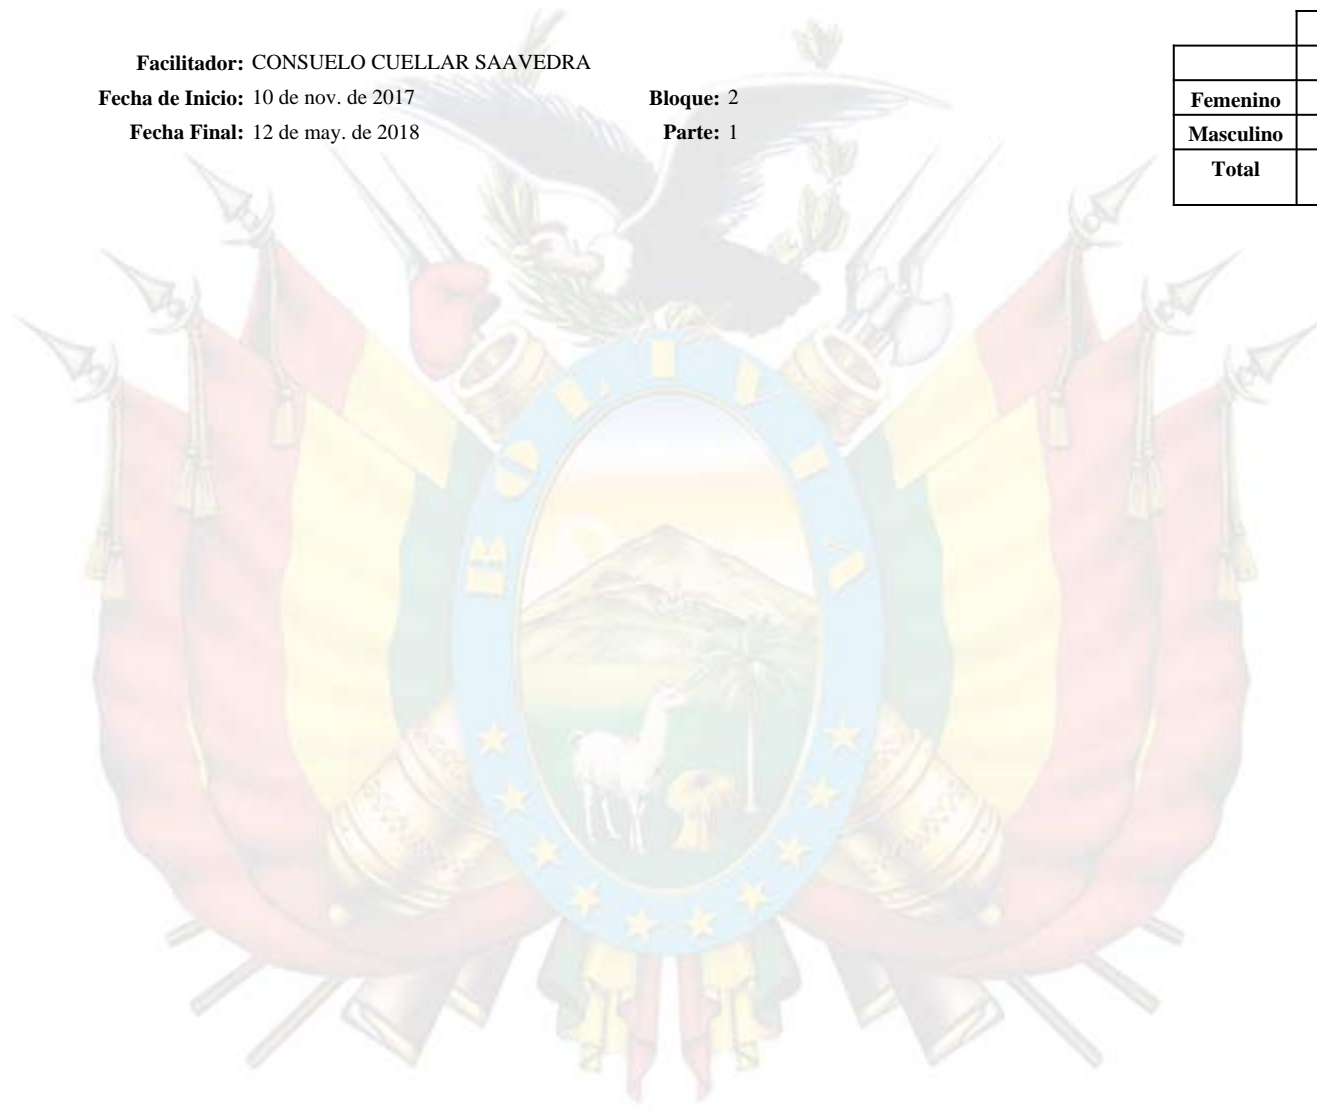 Facilitador: CONSUELO CUELLAR SAAVEDRA
Fecha de Inicio: 10 de nov. de 2017 Bloque: 2
Fecha Final: 12 de may. de 2018 Parte: 1
Femenino
Masculino
Total
BOLIVIA